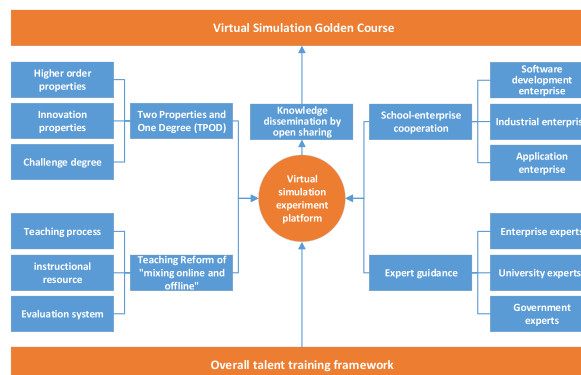 Virtual Simulation Golden Course
Higher order
properties
Innovation
properties
Challenge degree
Two Properties and
One Degree (TPOD)
Knowledge
dissemination by
open sharing
School-enterprise
cooperation
Software
development
enterprise
Industrial enterpris
Application
enterprise
Virtual
simulation
experiment
platform
Teaching process
instructional
resource
Evaluation system
Teaching Reform of
"mixing online and
offline"
Expert guidance
Enterprise experts
University experts
Government
experts
Overall talent training framework